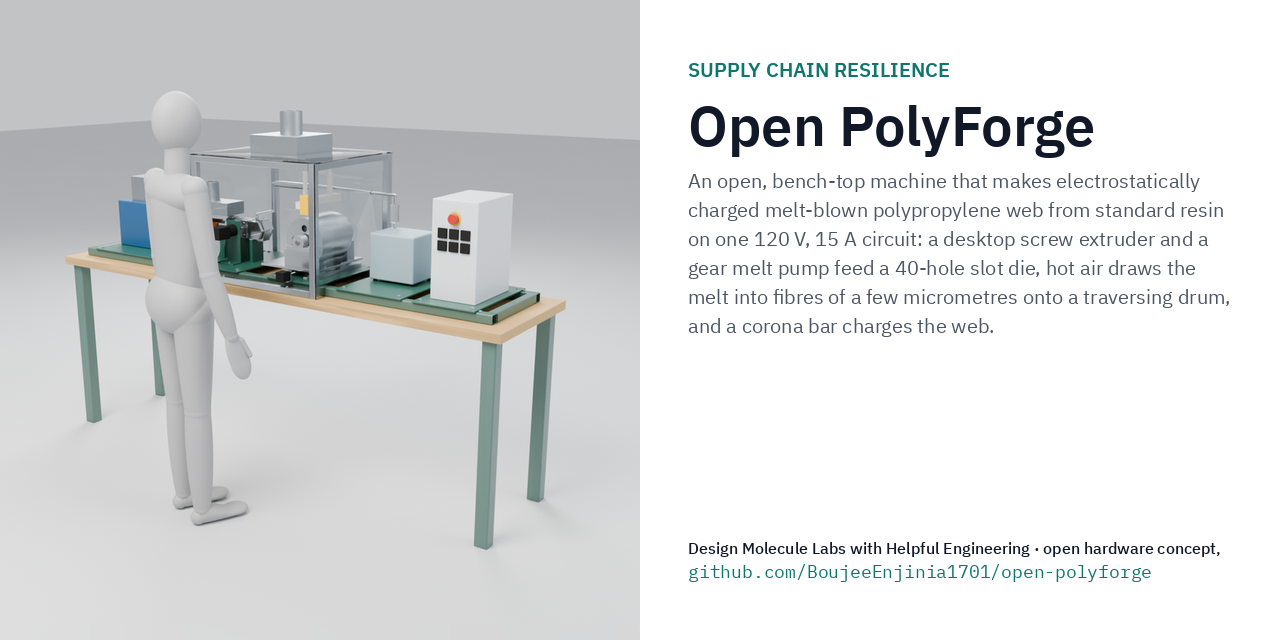 SUPPLY CHAIN RESILIENCE
Open PolyForge
An open, bench-top machine that makes electrostatically
charged melt-blown polypropylene web from standard resin
on one 120 V, 15 A circuit: a desktop screw extruder and a
gear melt pump feed a 40-hole slot die, hot air draws the
melt into fibres of a few micrometres onto a traversing drum,
and a corona bar charges the web.
Design Molecule Labs with Helpful Engineering · open hardware concept,
github.com/BoujeeEnjinia1701/open-polyforge